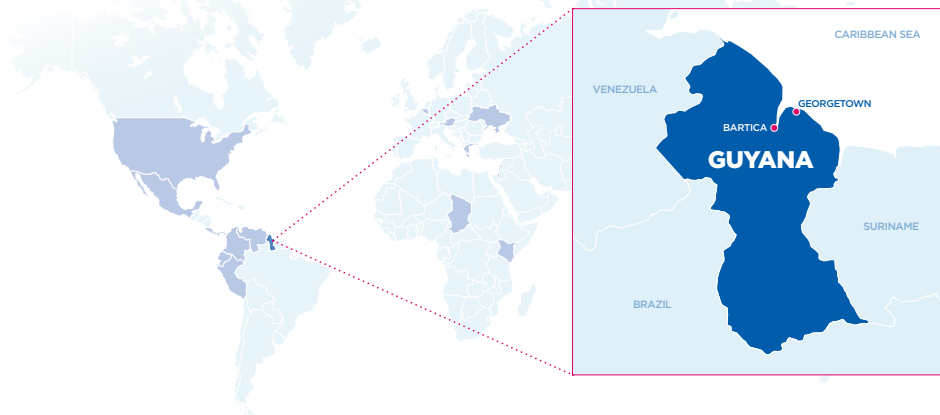 CARIBBEAN SEA
VENEZUELA
GEORGETOWN
BARTICA
GUYANA
SURINAME
BRAZIL